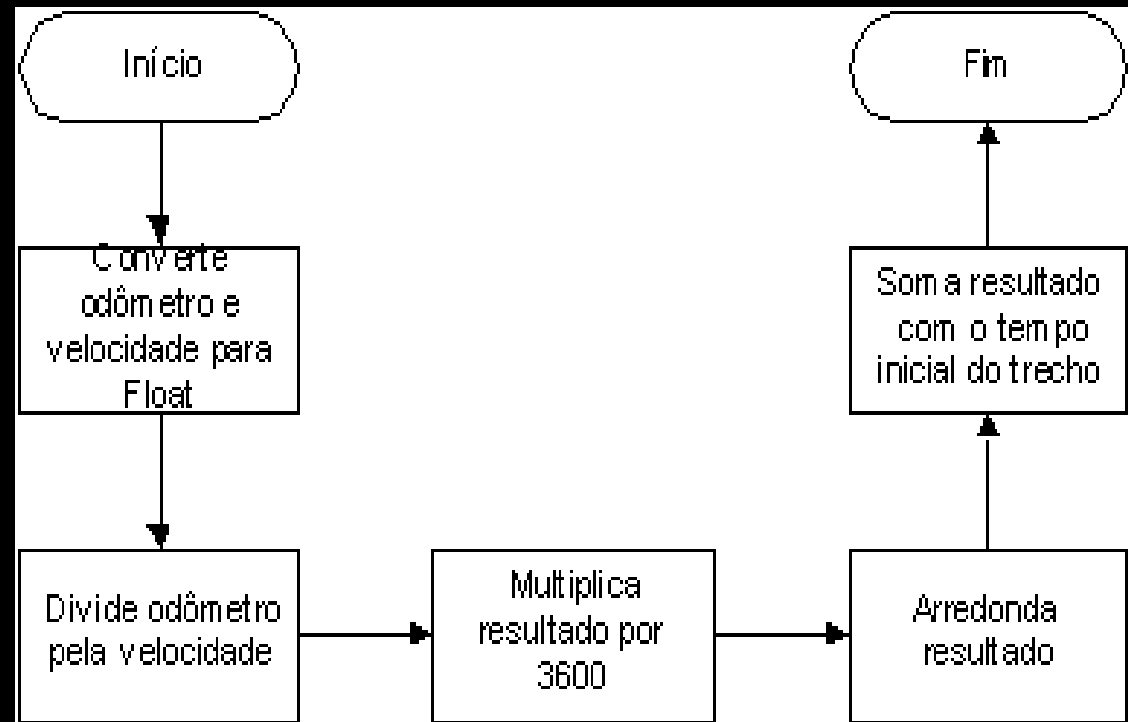 Início
Converte
odômetro e
velocidade para
Float
Divide odômetro
pela velocidade
Multiplica
resultado por
3600
Arredonda
resultado
Soma resultado
com o tempo
inicial do trecho
Fim